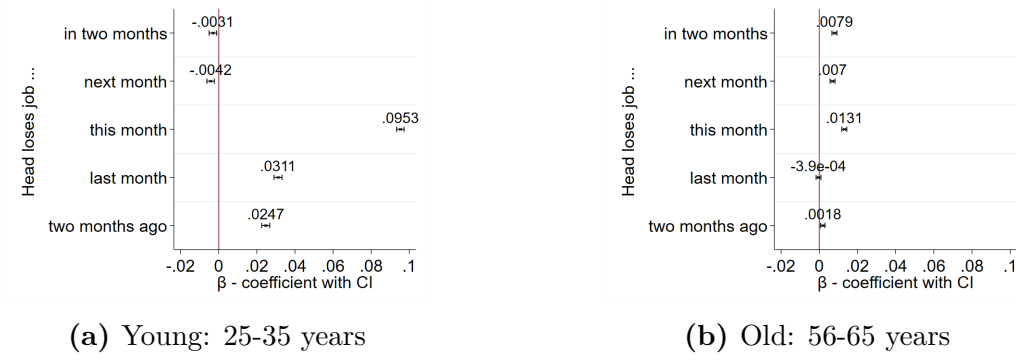 Head loses job ...
in two months
-.0031
next month
-.0042
this month
.0953
last month
.0311
two months ago
.0247
-.02 0 .02 .04 .06 .08 .1
β - coefficient with CI
(a) Young: 25-35 years
Head loses job ...
in two months
.0079
next month
.007
this month
.0131
last month
-3.9e-04
two months ago
.0018
-.02 0 .02 .04 .06 .08 .1
β - coefficient with CI
(b) Old: 56-65 years